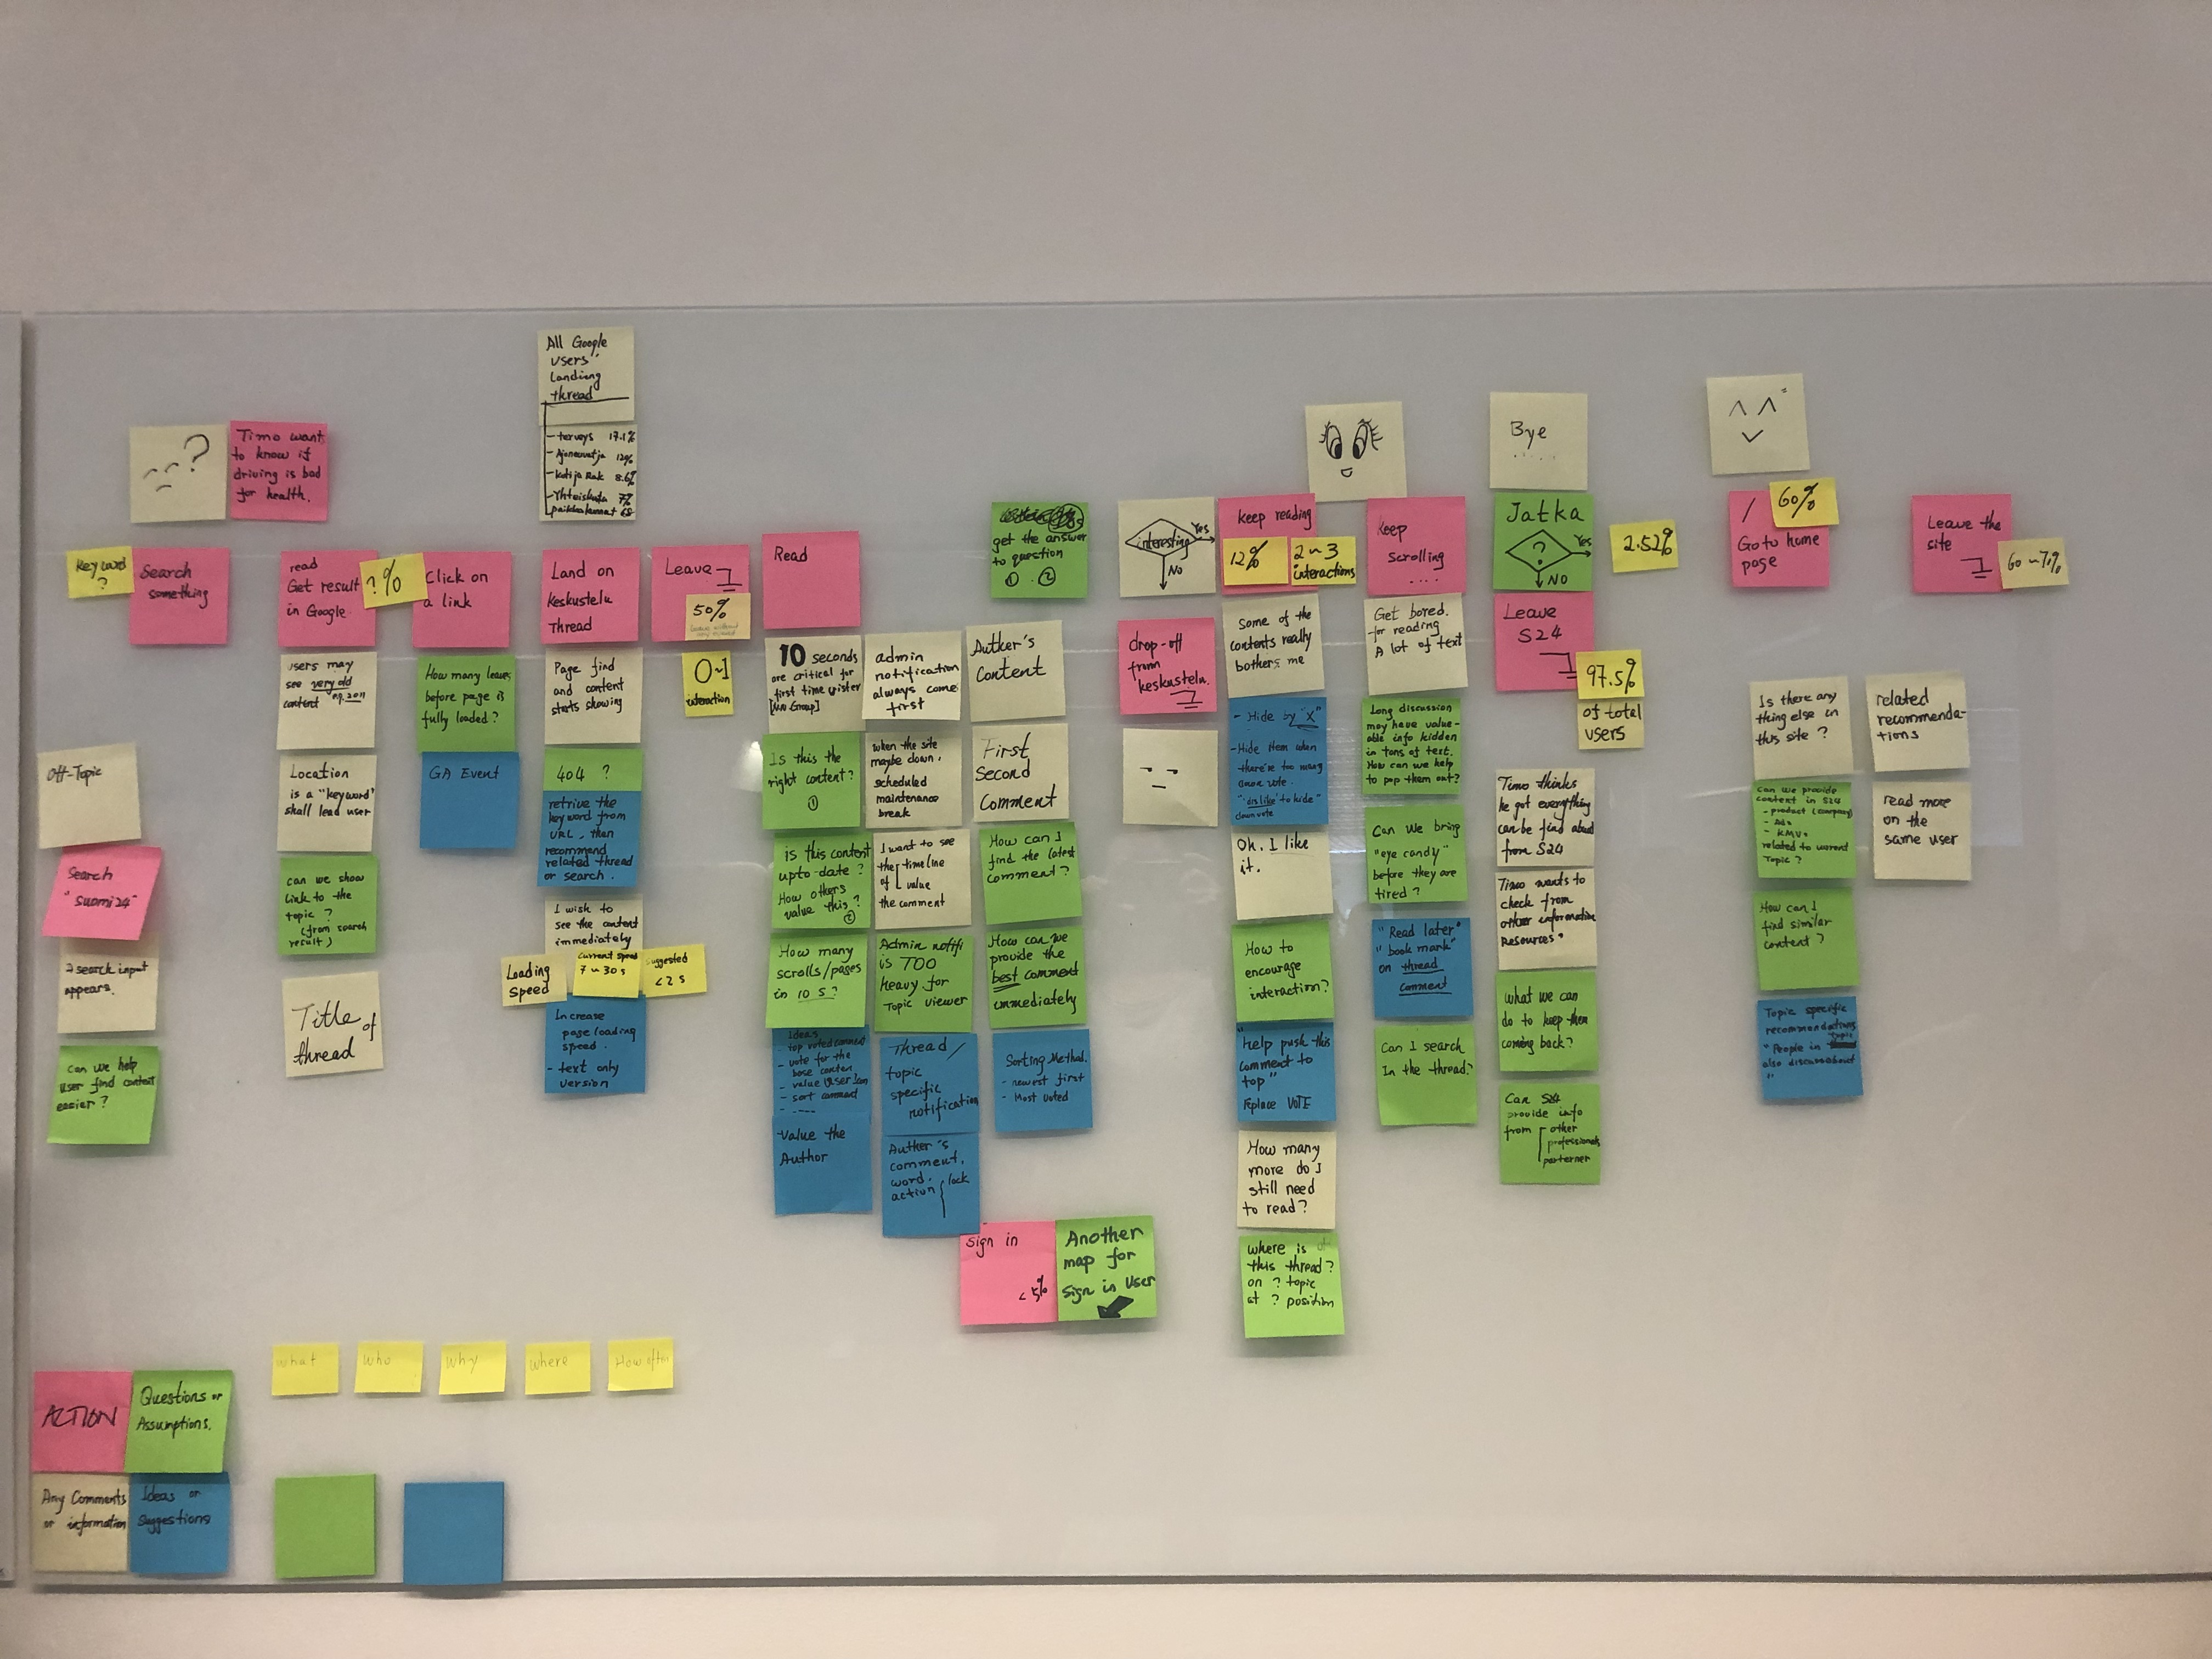 All Google
users'
landing
thread
- terveys 17.1%
- Ajoneuvot ja 12%
- koti ja Rak 8.6%
- Yhteiskunta 7%
?
Timo want
to know if
driving is bad
for health.
keyword
?
Search
something
read
Get result
in Google
? %
Click on
a link
Land on
keskustelu
Thread
Leave
50%
0~1
interaction
Read
get the answer
to question
① . ②
interesting
Yes
NO
keep reading
12%
2~3
interactions
keep
scrolling
....
Bye
.....
Jatka
?
Yes
NO
2.52%
Leave
S24
97.5%
of total
users
/
60%
Go to home
page
Leave the
site
60~70%
Off-Topic
Search
"suomi24"
2 search input
appears.
can we help
user find content
easier?
users may
see very old
content e.g. 2011
Location
is a "keyword"
shall lead user
can we show
link to the
topic ?
(from search
result)
Title of
thread
How many leave
before page is
fully loaded?
GA Event
Page find
and content
starts showing
404 ?
retrive the
keyword from
URL, than
recommend
related thread
or search.
I wish to
see the content
immediately
Loading
Speed
current speed
7~30s
suggested
<2s
Increase
page loading
speed.
- text only
version
10 seconds
are critical for
first time visiter
[NN Group]
Is this the
right content?
①
is this content
upto-date?
How others
value this?
②
How many
scrolls/pages
in 10 s?
Ideas
- top voted comment
- vote for the
- sort comment
- ----
Value the
Author
admin
notification
always come
first
when the site
maybe down.
scheduled
maintenance
break
I want to see
the timeline
of value
the comment
Admin notifi
is TOO
heavy for
Topic viewer
Thread/
topic
specific
notification
Auther's
comment,
word.
action lock
Auther's
Content
First
Second
Comment
How can I
find the latest
comment?
How can we
provide the
best comment
immediately
Sorting Method.
- newest first
- Most voted
sign in
<5%
Another
map for
sign in user
drop-off
from
keskustelu.
Some of the
contents really
bothers me
- Hide by "X"
- Hide them when
there're too many
down vote.
"dislike" to hide"
down vote
Oh, I like
it.
How to
encourage
interaction?
"help push this
comment to
top"
replace VOTE
How many
more do I
still need
to read?
where is
this thread?
on ? topic
at ? position
Get bored.
for reading
A lot of text
Long discussion
may have value-
able info hidden
in tons of text.
How can we help
to pop them out?
Can we bring
"eye candy"
before they are
tired?
"Read later"
"book mark"
on thread
comment
Can I search
In the thread?
Timo thinks
he got everything
can be find about
from S24
Timo wants to
check from
other information
Resources"
what we can
do to keep them
coming back?
Can S24
provide info
from other
professionals
parterner
Is there any
thing else in
this site?
can we provide
content in S24
- product (company)
- Ads
- KMVs
related to current
topic ?
How can I
find similar
content?
Topic specific
recommendations
"People in topic
also discuss about
"
related
recommenda-
tions
read more
on the
same user
what
who
why
where
How often
ACTION
Questions or
Assumptions.
Any Comments
or information
Ideas or
Suggestions